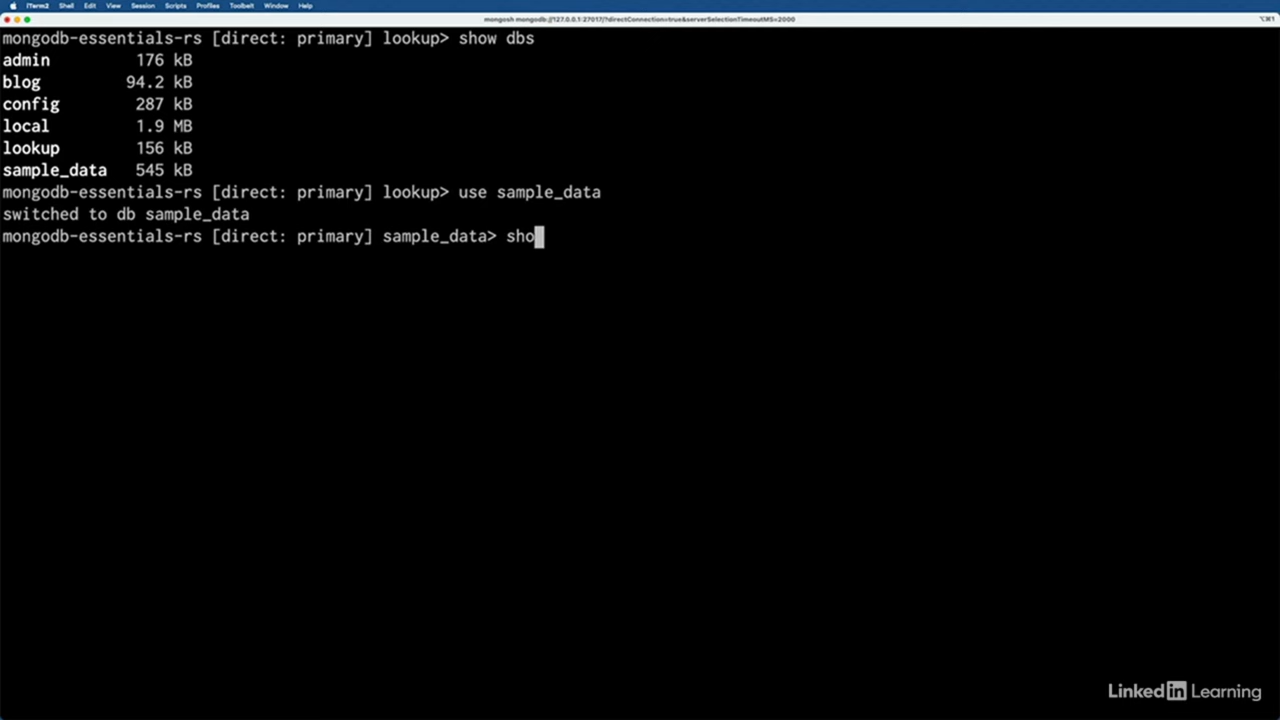 iTerm2 Shell Edit View Session Scripts Profiles Toolbelt Window Help
mongosh mongodb://127.0.0.1:27017/?directConnection=true&serverSelectionTimeoutMS=2000
mongodb-essentials-rs [direct: primary] lookup> show dbs
admin 176 kB
blog 94.2 kB
config 287 kB
local 1.9 MB
lookup 156 kB
sample_data 545 kB
mongodb-essentials-rs [direct: primary] lookup> use sample_data
switched to db sample_data
mongodb-essentials-rs [direct: primary] sample_data> sho
Linked in Learning